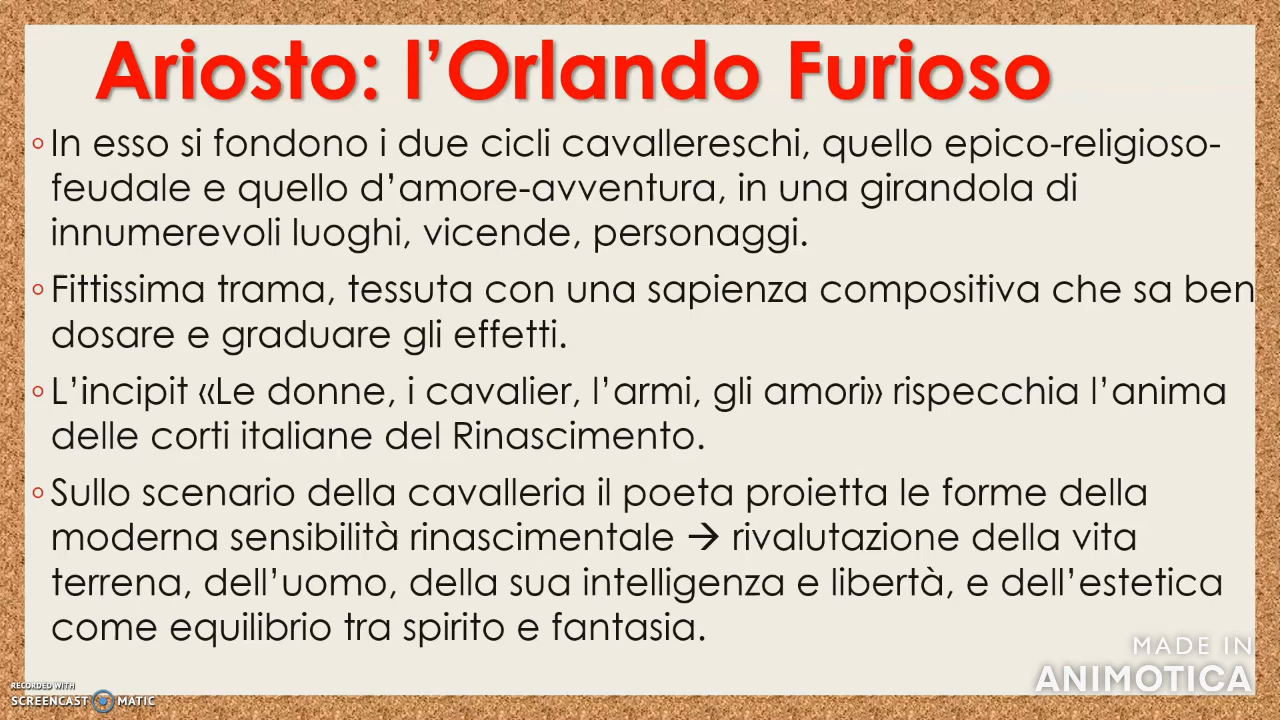 Ariosto: l’Orlando Furioso
◦In esso si fondono i due cicli cavallereschi, quello epico-religioso-
feudale e quello d’amore-avventura, in una girandola di
innumerevoli luoghi, vicende, personaggi.
◦Fittissima trama, tessuta con una sapienza compositiva che sa ben
dosare e graduare gli effetti.
◦L’incipit «Le donne, i cavalier, l’armi, gli amori» rispecchia l’anima
delle corti italiane del Rinascimento.
◦Sullo scenario della cavalleria il poeta proietta le forme della
moderna sensibilità rinascimentale → rivalutazione della vita
terrena, dell’uomo, della sua intelligenza e libertà, e dell’estetica
come equilibrio tra spirito e fantasia.
MADE IN
ANIMOTICA
RECORDED WITH
SCREENCAST MATIC